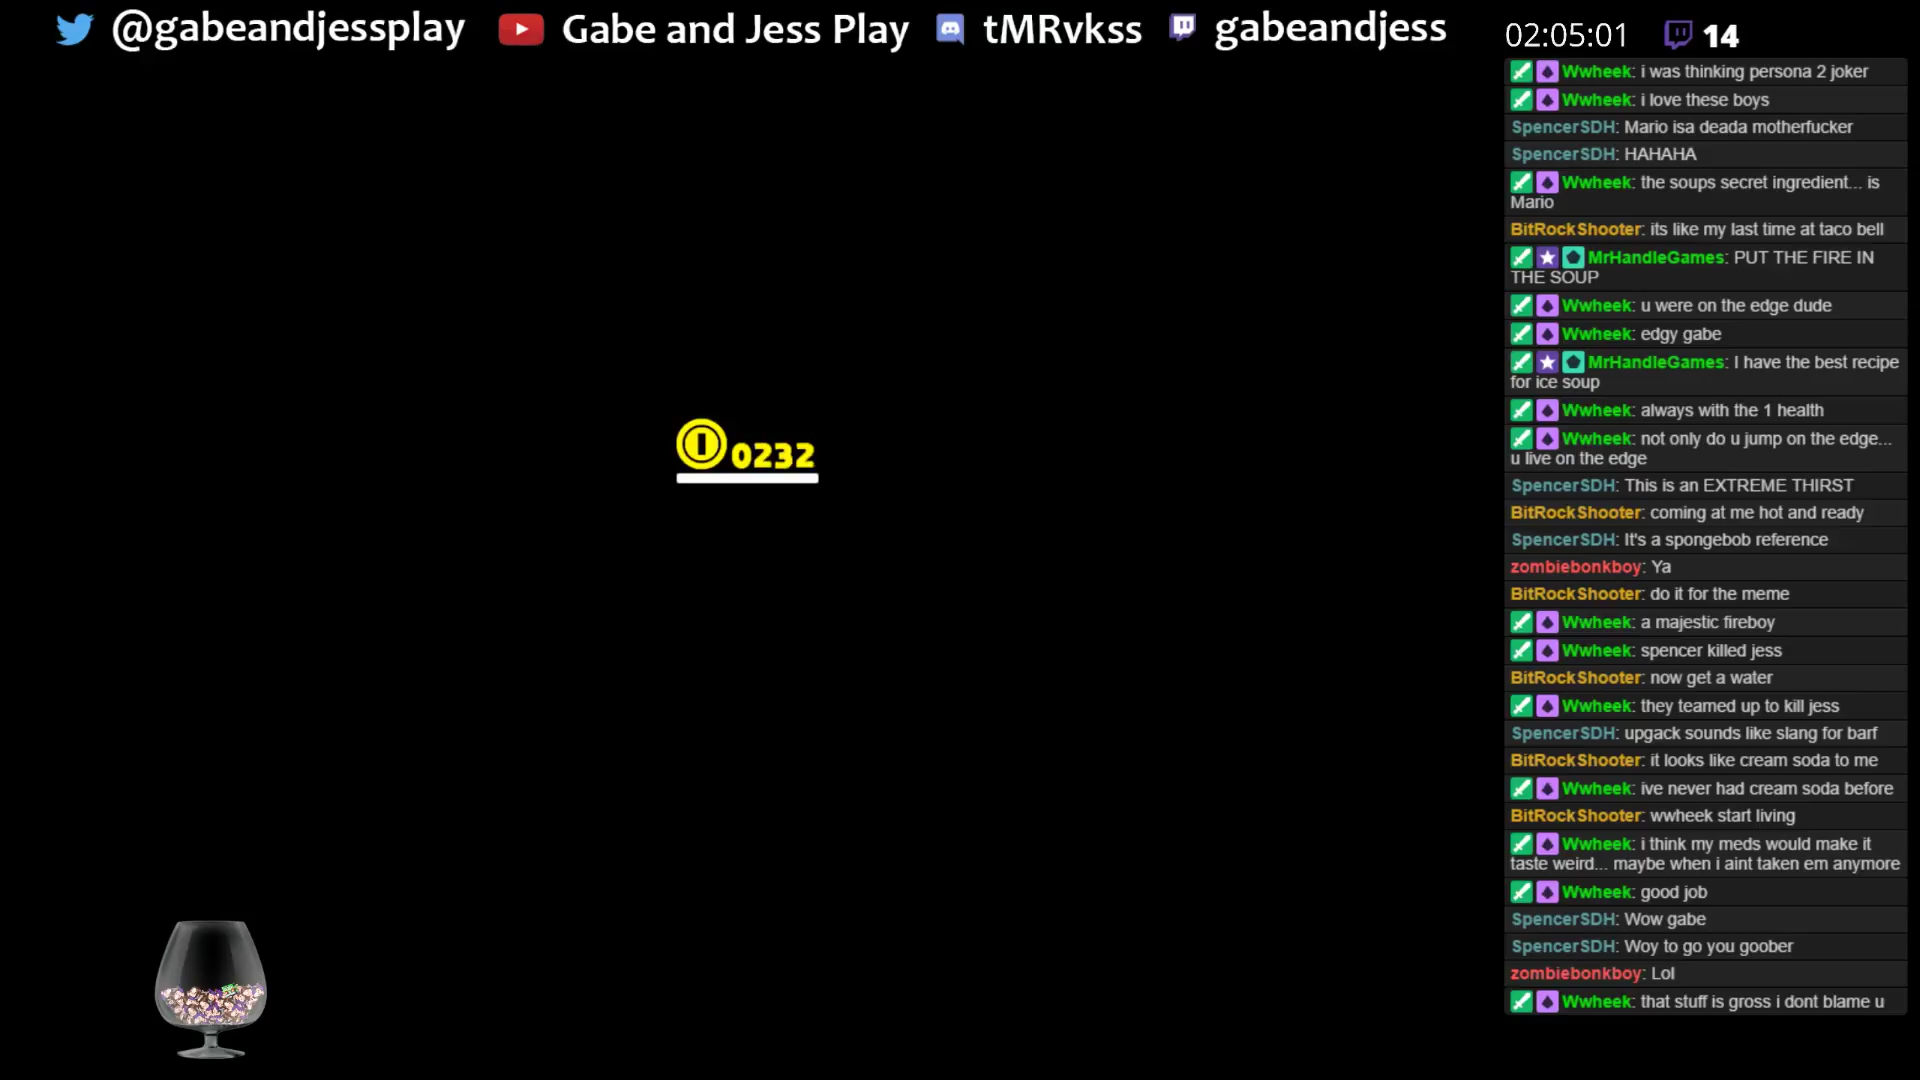 @gabeandjessplay Gabe and Jess Play tMRvkss gabeandjess 02:05:01 14
Wwheek: i was thinking persona 2 joker
Wwheek: i love these boys
SpencerSDH: Mario isa deada motherfucker
SpencerSDH: HAHAHA
Wwheek: the soups secret ingredient... is
Mario
BitRockShooter: its like my last time at taco bell
MrHandleGames: PUT THE FIRE IN
THE SOUP
Wwheek: u were on the edge dude
Wwheek: edgy gabe
MrHandleGames: I have the best recipe
for ice soup
Wwheek: always with the 1 health
Wwheek: not only do u jump on the edge...
u live on the edge
SpencerSDH: This is an EXTREME THIRST
BitRockShooter: coming at me hot and ready
SpencerSDH: It's a spongebob reference
zombiebonkboy: Ya
BitRockShooter: do it for the meme
Wwheek: a majestic fireboy
Wwheek: spencer killed jess
BitRockShooter: now get a water
Wwheek: they teamed up to kill jess
SpencerSDH: upgack sounds like slang for barf
BitRockShooter: it looks like cream soda to me
Wwheek: ive never had cream soda before
BitRockShooter: wwheek start living
Wwheek: i think my meds would make it
taste weird... maybe when i aint taken em anymore
Wwheek: good job
SpencerSDH: Wow gabe
SpencerSDH: Woy to go you goober
zombiebonkboy: Lol
Wwheek: that stuff is gross i dont blame u
0232